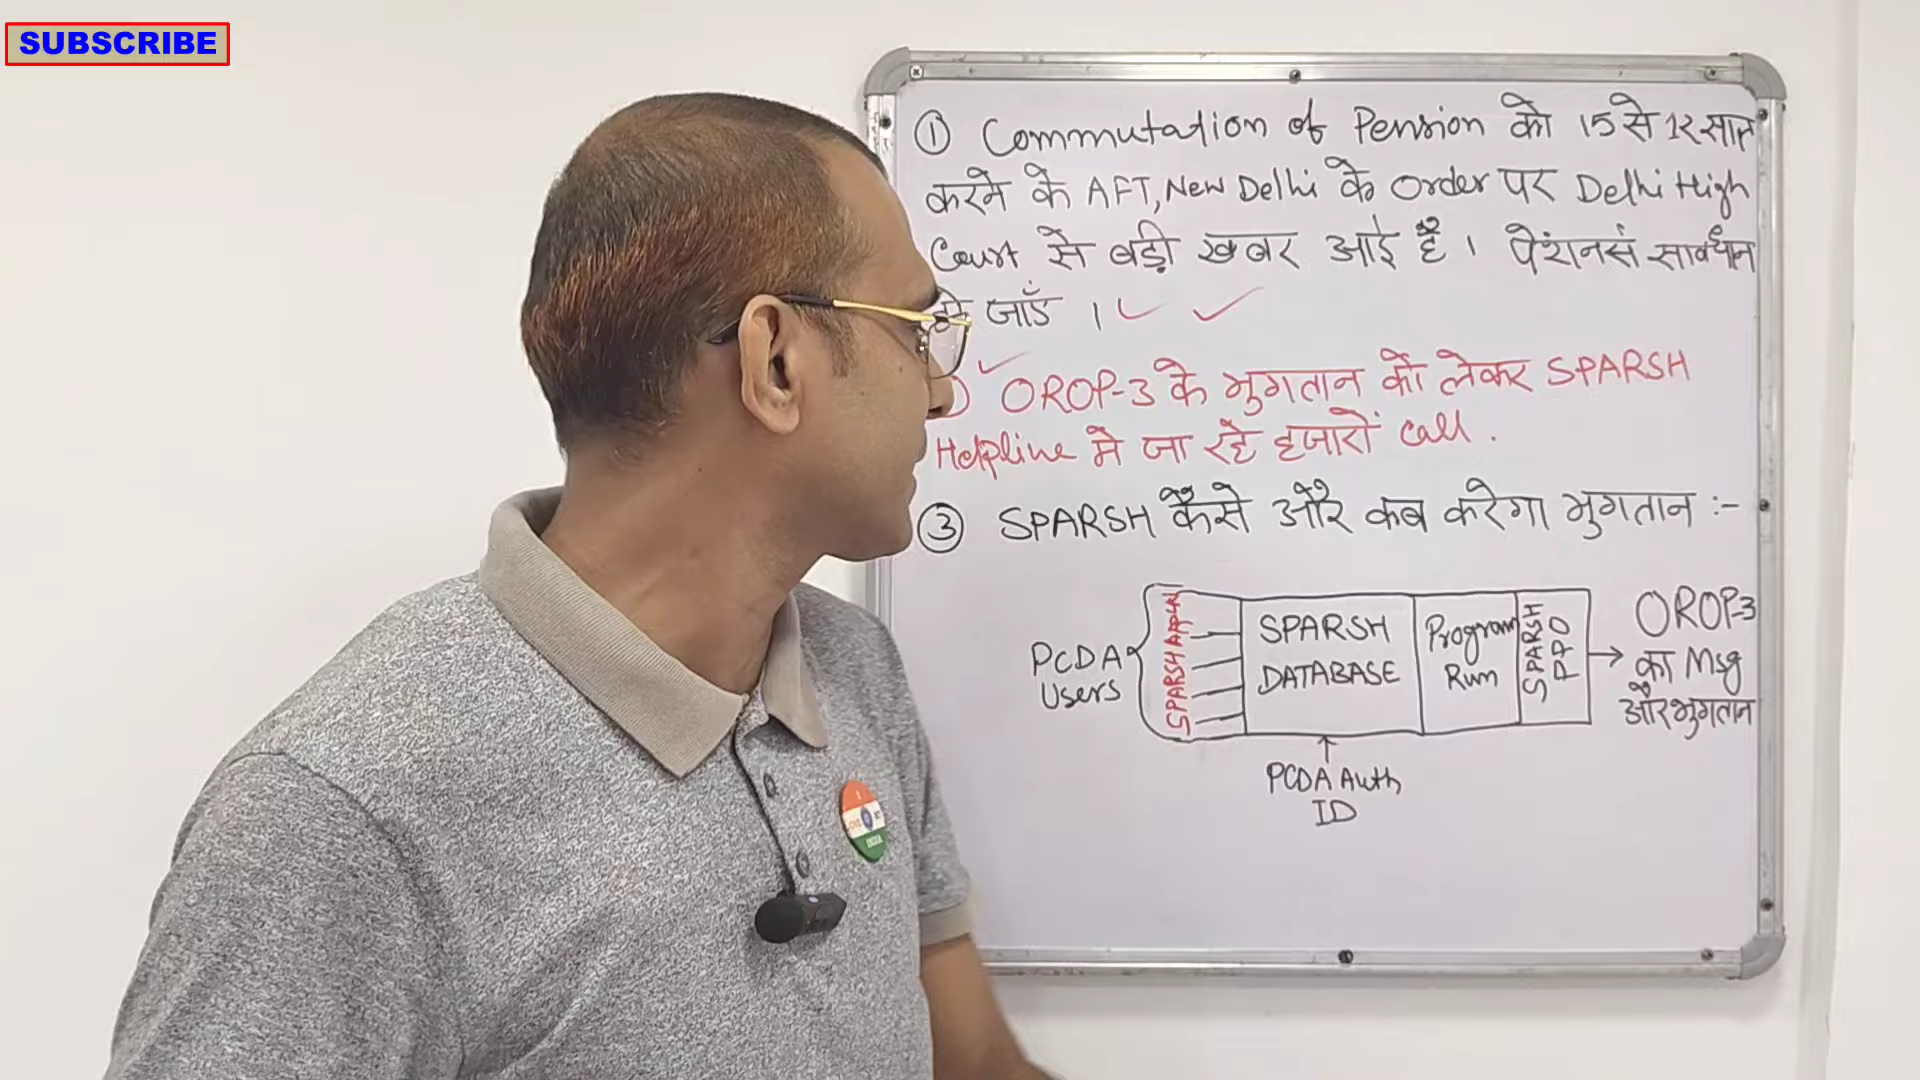 SUBSCRIBE
① Commutation of Pension को 15 से 12 साल
करने के AFT, New Delhi के Order पर Delhi High
Court से बड़ी खबर आई है । पेंशनर्स सावधान
हो जाएँ ।
OROP-3 के भुगतान को लेकर SPARSH
Helpline में जा रहे हजारों call .
③ SPARSH कैसे और कब करेगा भुगतान :-
PCDA
Users
SPARSH
SPARSH
DATABASE
Program
Run
SPARSH
PPO
OROP-3
का Msg
और भुगतान
PCDA Auth
ID